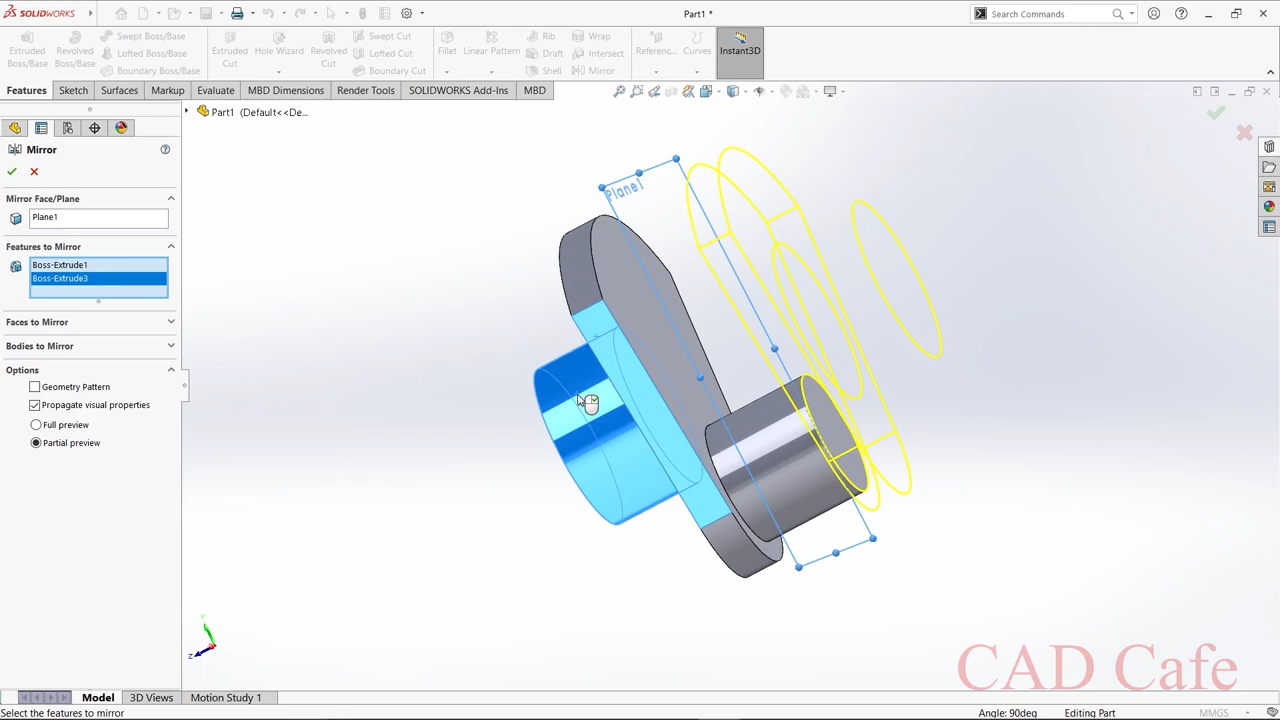 SOLIDWORKS
Part1 *
Search Commands
Extruded Boss/Base
Revolved Boss/Base
Swept Boss/Base
Lofted Boss/Base
Boundary Boss/Base
Extruded Cut
Hole Wizard
Revolved Cut
Swept Cut
Lofted Cut
Boundary Cut
Fillet
Linear Pattern
Rib
Draft
Shell
Wrap
Intersect
Mirror
Referenc...
Curves
Instant3D
Features
Sketch
Surfaces
Markup
Evaluate
MBD Dimensions
Render Tools
SOLIDWORKS Add-Ins
MBD
Part1 (Default<<De...
Mirror
Mirror Face/Plane
Plane1
Features to Mirror
Boss-Extrude1
Boss-Extrude3
Faces to Mirror
Bodies to Mirror
Options
Geometry Pattern
Propagate visual properties
Full preview
Partial preview
Plane1
Y
Z
CAD Cafe
Model
3D Views
Motion Study 1
Select the features to mirror
Angle: 90deg
Editing Part
MMGS